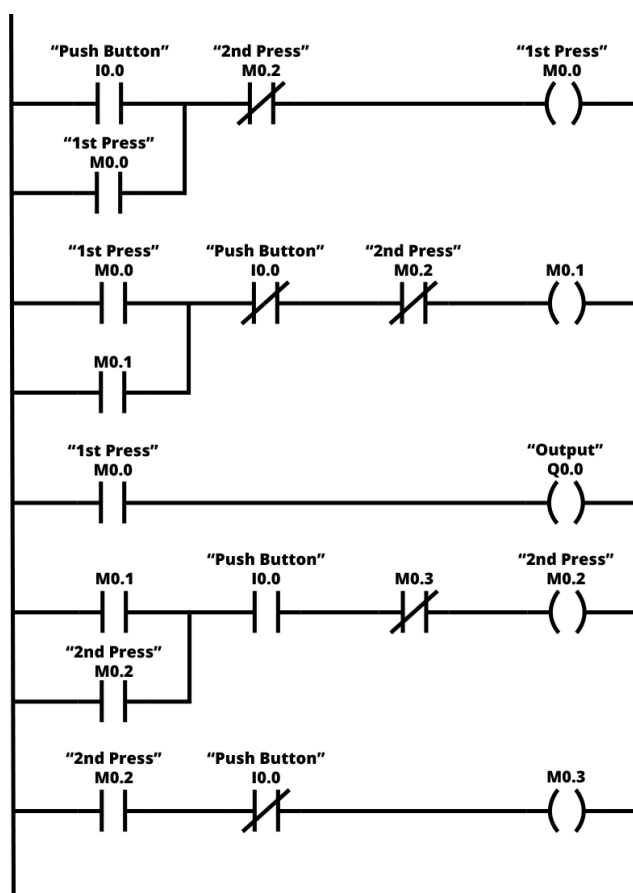 “Push Button” “2nd Press” “1st Press”
I0.0 M0.2 M0.0
“1st Press”
M0.0
“1st Press” “Push Button” “2nd Press”
M0.0 I0.0 M0.2 M0.1
M0.1
“1st Press” “Output”
M0.0 Q0.0
“Push Button” “2nd Press”
M0.1 I0.0 M0.3 M0.2
“2nd Press”
M0.2
“2nd Press” “Push Button”
M0.2 I0.0 M0.3